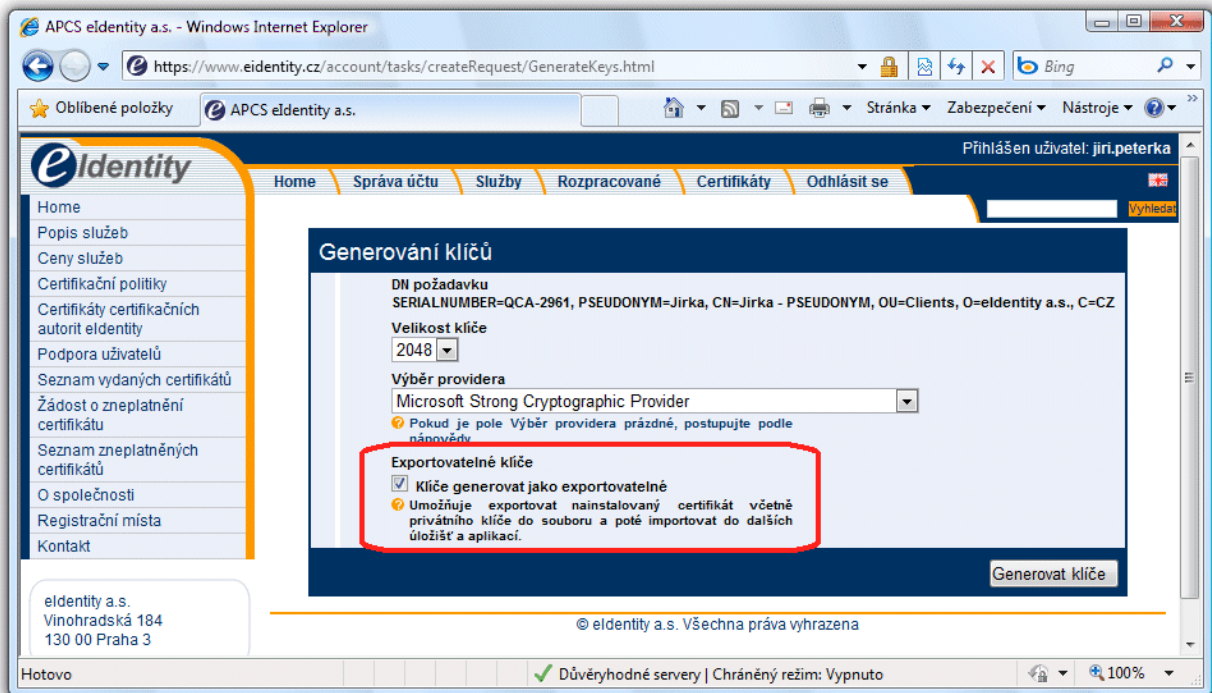 APCS eIdentity a.s. - Windows Internet Explorer
https://www.eidentity.cz/account/tasks/createRequest/GenerateKeys.html
Bing
Oblíbené položky
APCS eIdentity a.s.
Stránka
Zabezpečení
Nástroje
eIdentity
Přihlášen uživatel: jiri.peterka
Home Správa účtu Služby Rozpracované Certifikáty Odhlásit se
Vyhledat
Home
Popis služeb
Ceny služeb
Certifikační politiky
Certifikáty certifikačních
autorit eIdentity
Podpora uživatelů
Seznam vydaných certifikátů
Žádost o zneplatnění
certifikátu
Seznam zneplatněných
certifikátů
O společnosti
Registrační místa
Kontakt
eIdentity a.s.
Vinohradská 184
130 00 Praha 3
Generování klíčů
DN požadavku
SERIALNUMBER=QCA-2961, PSEUDONYM=Jirka, CN=Jirka - PSEUDONYM, OU=Clients, O=eIdentity a.s., C=CZ
Velikost klíče
2048
Výběr providera
Microsoft Strong Cryptographic Provider
Pokud je pole Výběr providera prázdné, postupujte podle
nápovědy
Exportovatelné klíče
Klíče generovat jako exportovatelné
Umožňuje exportovat nainstalovaný certifikát včetně
privátního klíče do souboru a poté importovat do dalších
úložišť a aplikací.
Generovat klíče
© eIdentity a.s. Všechna práva vyhrazena
Hotovo
Důvěryhodné servery | Chráněný režim: Vypnuto
100%